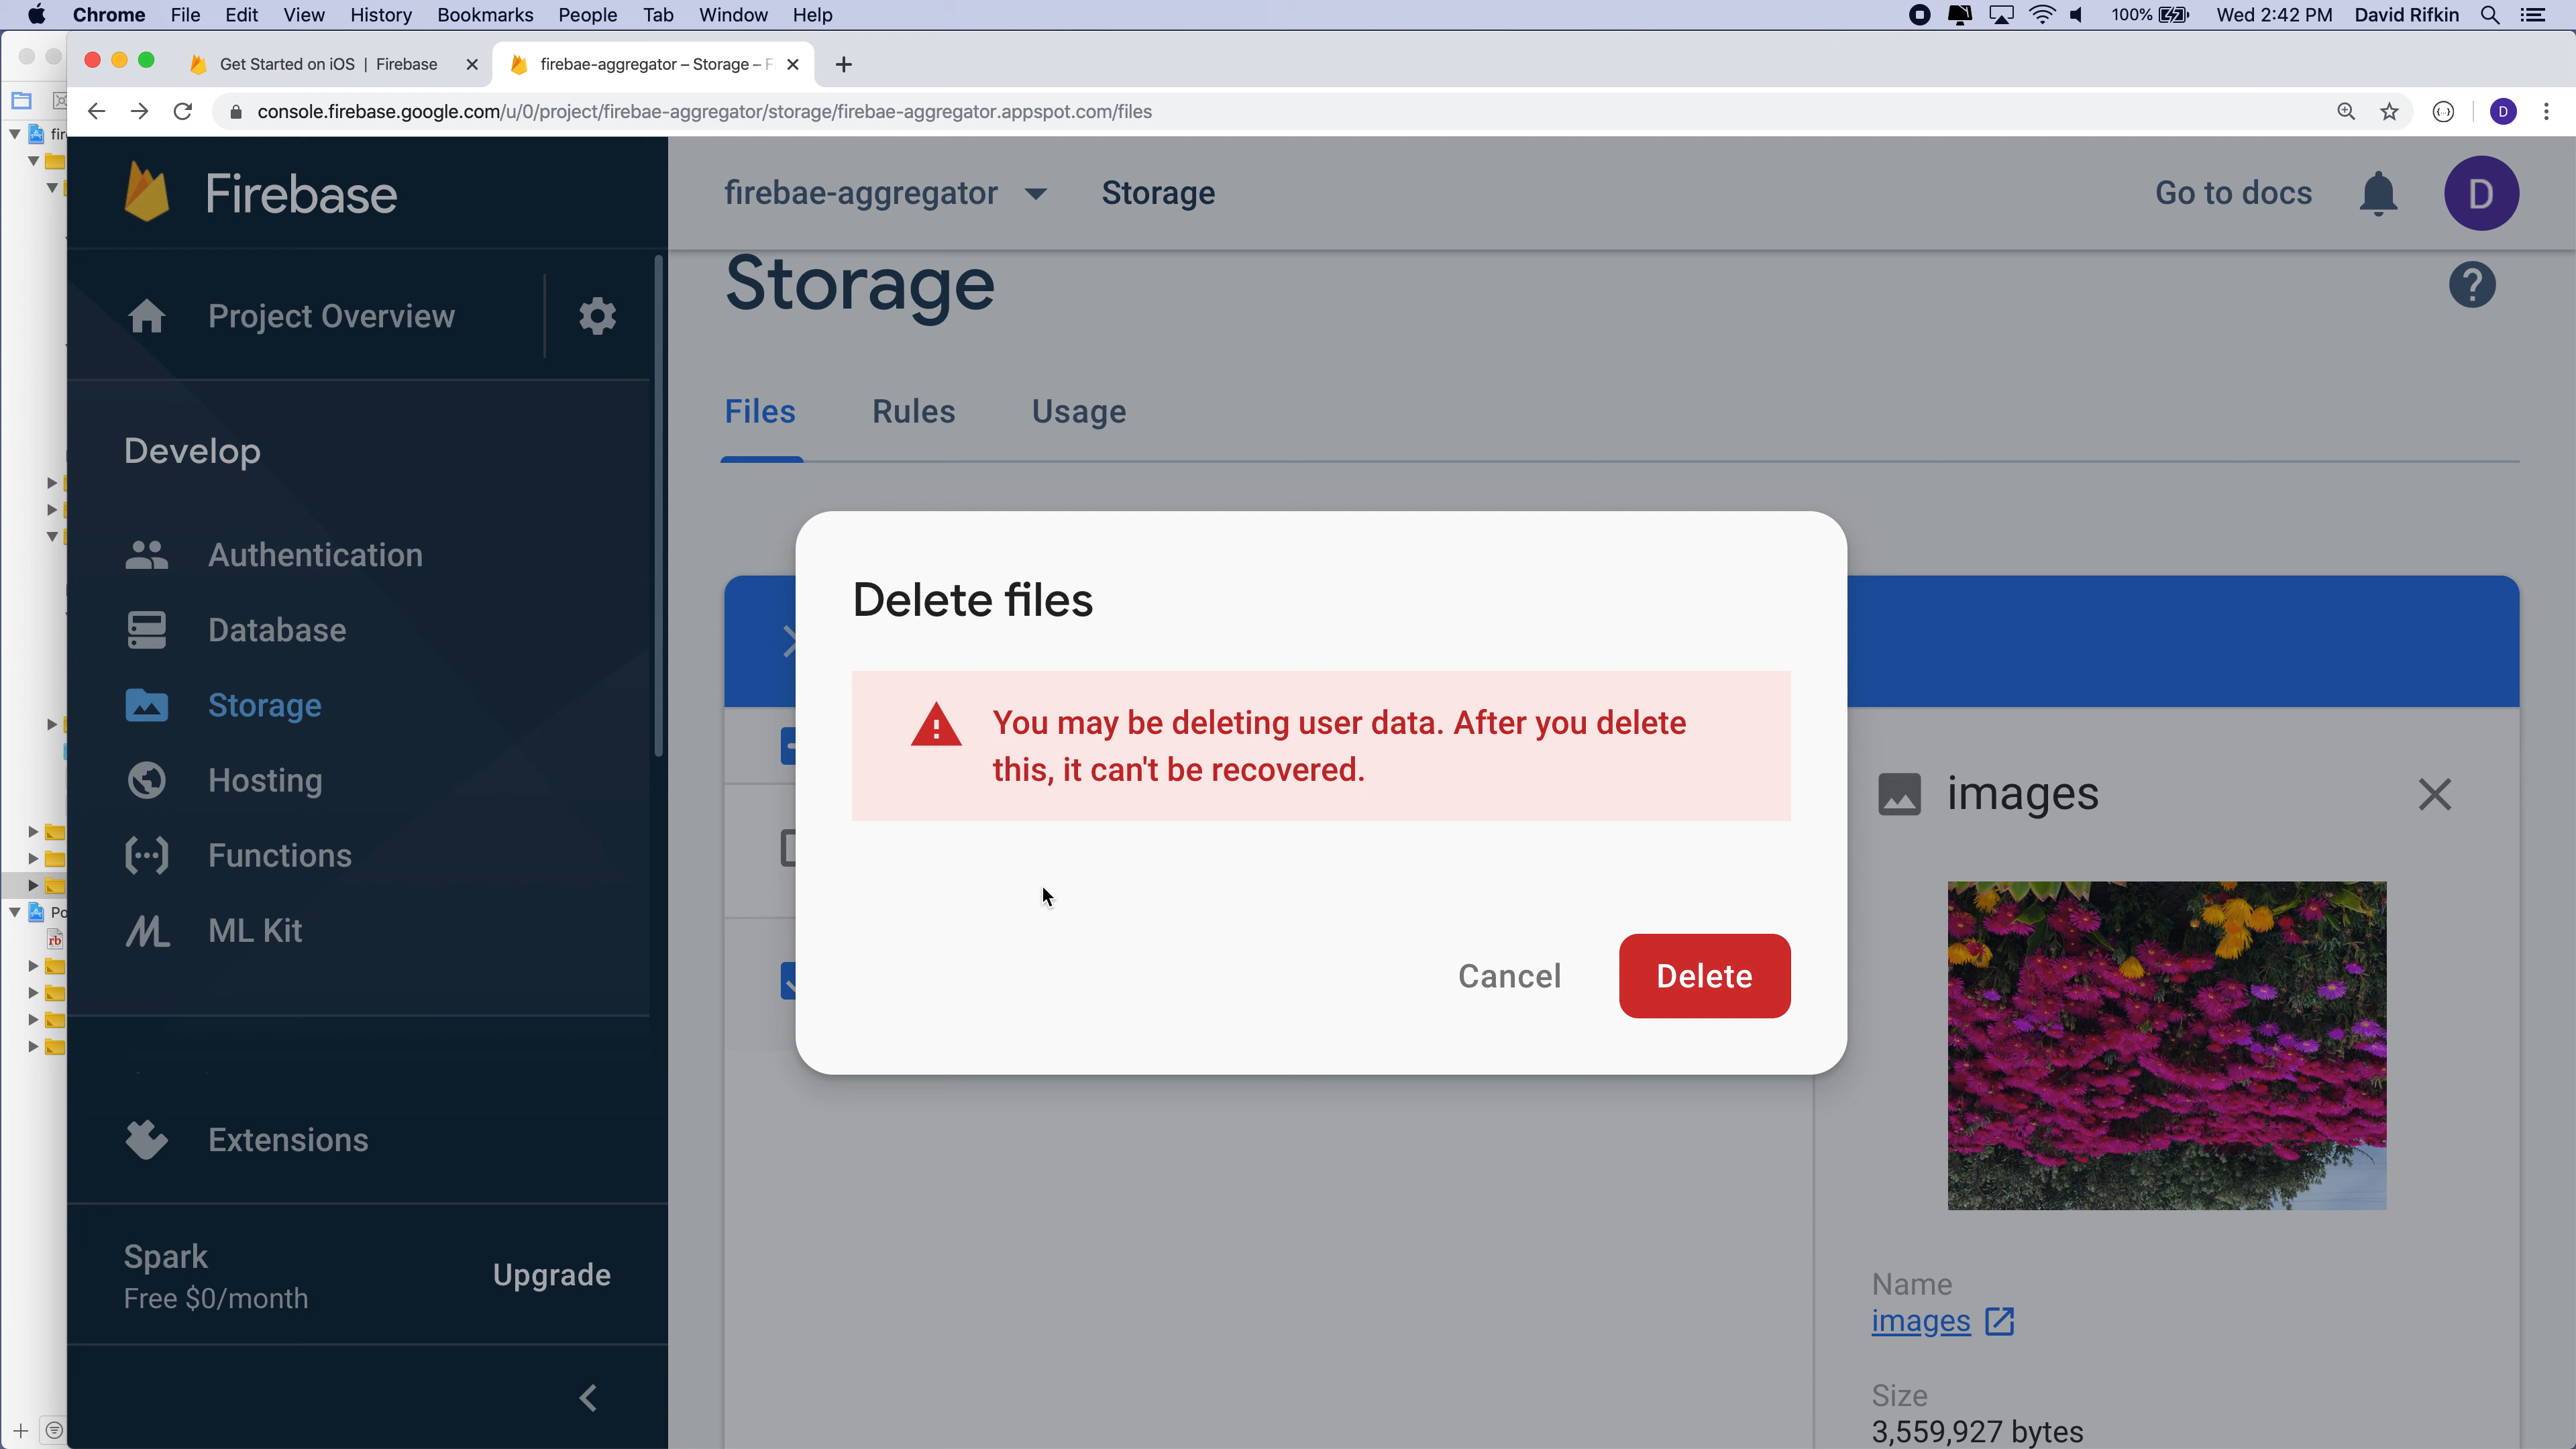 Chrome File Edit View History Bookmarks People Tab Window Help
100% Wed 2:42 PM David Rifkin
Get Started on iOS | Firebase
firebae-aggregator – Storage – F
console.firebase.google.com/u/0/project/firebae-aggregator/storage/firebae-aggregator.appspot.com/files
D
Firebase
firebae-aggregator
Storage
Go to docs
D
Project Overview
Storage
Files
Rules
Usage
Develop
Authentication
Database
Storage
Hosting
Functions
ML Kit
Extensions
Spark
Free $0/month
Upgrade
Delete files
You may be deleting user data. After you delete
this, it can't be recovered.
Cancel
Delete
images
Name
images
Size
3,559,927 bytes
rb